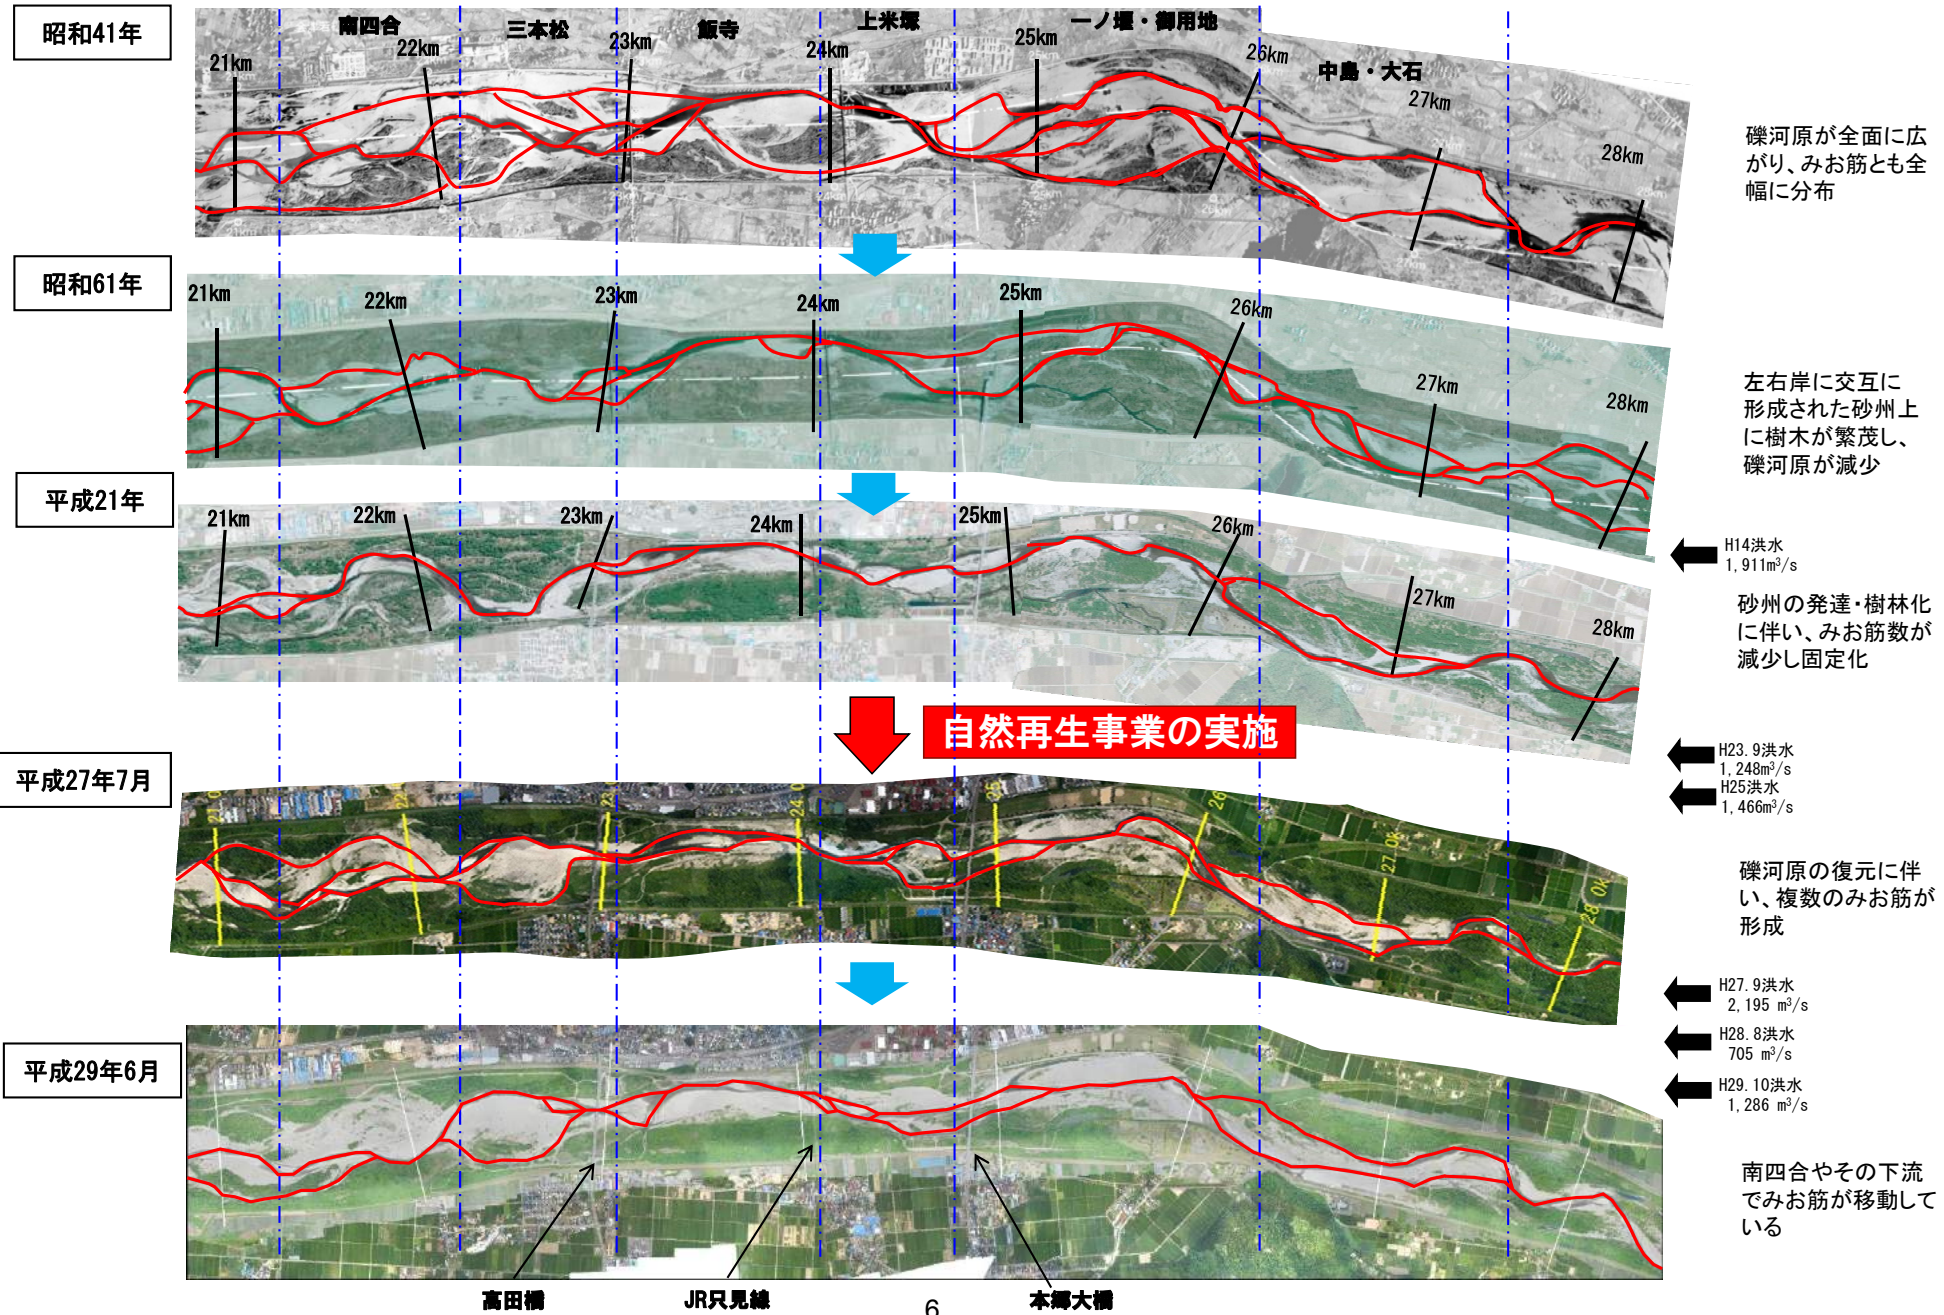 昭和41年
南四合
三本松
飯寺
上米塚
一ノ堰・御用地
中島・大石
21km
22km
23km
24km
25km
26km
27km
28km
礫河原が全面に広
がり、みお筋とも全
幅に分布
昭和61年
21km
22km
23km
24km
25km
26km
27km
28km
左右岸に交互に
形成された砂州上
に樹木が繁茂し、
礫河原が減少
平成21年
21km
22km
23km
24km
25km
26km
27km
28km
H14洪水
1,911m³/s
砂州の発達・樹林化
に伴い、みお筋数が
減少し固定化
自然再生事業の実施
H23.9洪水
1,248m³/s
H25洪水
1,466m³/s
平成27年7月
27.0k
28.0k
礫河原の復元に伴
い、複数のみお筋が
形成
H27.9洪水
2,195 m³/s
H28.8洪水
705 m³/s
H29.10洪水
1,286 m³/s
平成29年6月
南四合やその下流
でみお筋が移動して
いる
高田橋
JR只見線
本郷大橋
6